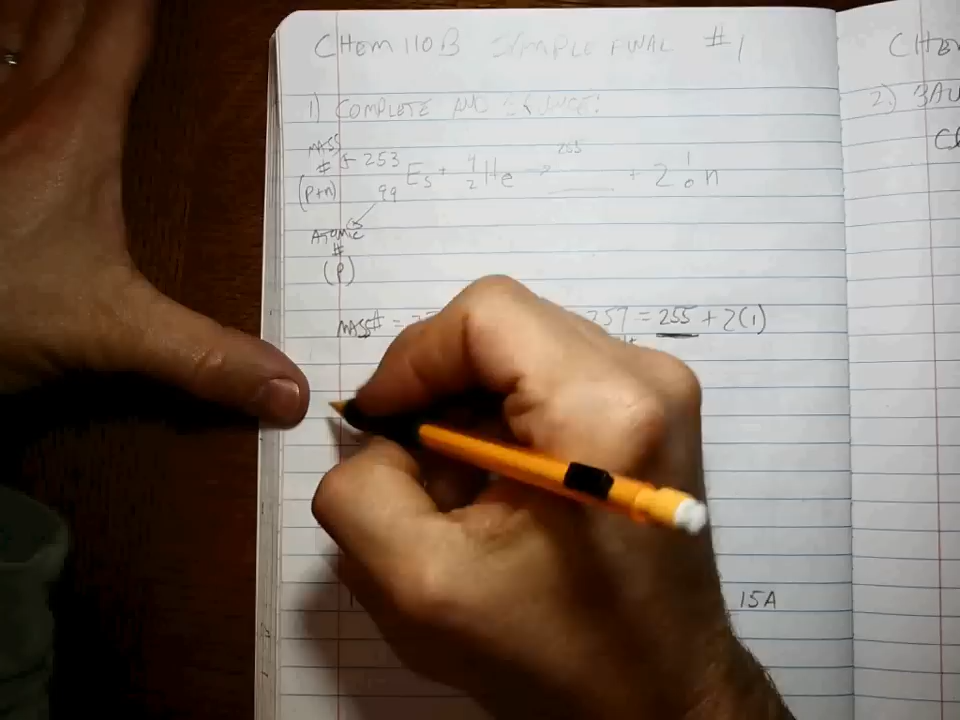 CHEM 110B SAMPLE FINAL #1
1) COMPLETE AND BALANCE:
MASS # (p+n)
253 99 Es + 4 2 He → 255 ____ + 2 1 0 n
ATOMIC # (p)
MASS# = 257 = 255 + 2(1)
15A
CHEM
2.)